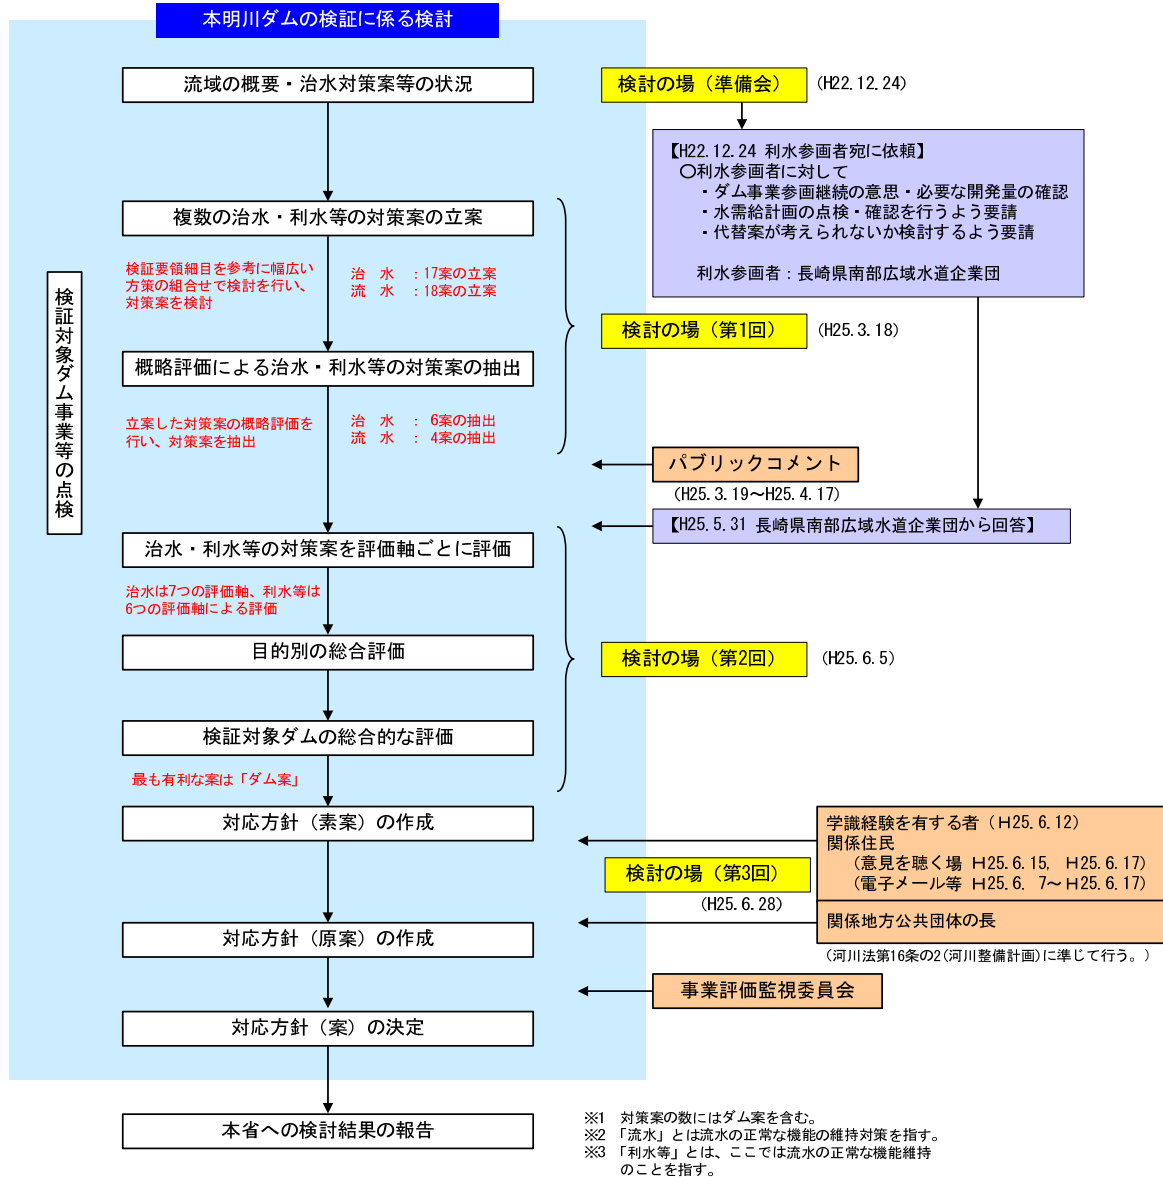 本明川ダムの検証に係る検討
流域の概要・治水対策案等の状況
検討の場（準備会）
（H22.12.24）
【H22.12.24 利水参画者宛に依頼】
〇利水参画者に対して
・ダム事業参画継続の意思・必要な開発量の確認
・水需給計画の点検・確認を行うよう要請
・代替案が考えられないか検討するよう要請
利水参画者：長崎県南部広域水道企業団
複数の治水・利水等の対策案の立案
検証要領細目を参考に幅広い
方策の組合せで検討を行い、
対策案を検討
治　水　：17案の立案
流　水　：18案の立案
検証対象ダム事業等の点検
検討の場（第1回）
（H25.3.18）
概略評価による治水・利水等の対策案の抽出
立案した対策案の概略評価を
行い、対策案を抽出
治　水　： 6案の抽出
流　水　： 4案の抽出
パブリックコメント
（H25.3.19～H25.4.17）
【H25.5.31 長崎県南部広域水道企業団から回答】
治水・利水等の対策案を評価軸ごとに評価
治水は7つの評価軸、利水等は
6つの評価軸による評価
目的別の総合評価
検討の場（第2回）
（H25.6.5）
検証対象ダムの総合的な評価
最も有利な案は「ダム案」
対応方針（素案）の作成
学識経験を有する者（H25.6.12）
関係住民
（意見を聴く場 H25.6.15, H25.6.17）
（電子メール等 H25.6. 7～H25.6.17）
検討の場（第3回）
（H25.6.28）
関係地方公共団体の長
対応方針（原案）の作成
（河川法第16条の2（河川整備計画）に準じて行う。）
事業評価監視委員会
対応方針（案）の決定
本省への検討結果の報告
※1　対策案の数にはダム案を含む。
※2　「流水」とは流水の正常な機能の維持対策を指す。
※3　「利水等」とは、ここでは流水の正常な機能維持
のことを指す。